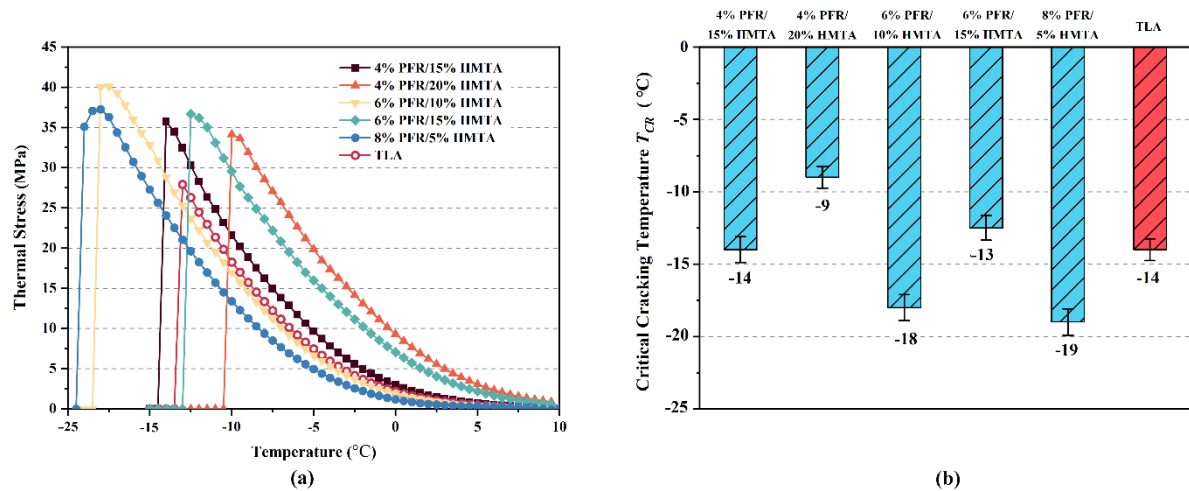 45
40
35
30
25
20
15
10
5
0
Thermal Stress (MPa)
4% PFR/15% HMTA
4% PFR/20% HMTA
6% PFR/10% HMTA
6% PFR/15% HMTA
8% PFR/5% HMTA
TLA
-25
-20
-15
-10
-5
0
5
10
Temperature (°C)
(a)
4% PFR/
15% HMTA
4% PFR/
20% HMTA
6% PFR/
10% HMTA
6% PFR/
15% HMTA
8% PFR/
5% HMTA
TLA
0
-5
-10
-15
-20
-25
Critical Cracking Temperature T_CR (°C)
-14
-9
-18
-13
-19
-14
(b)